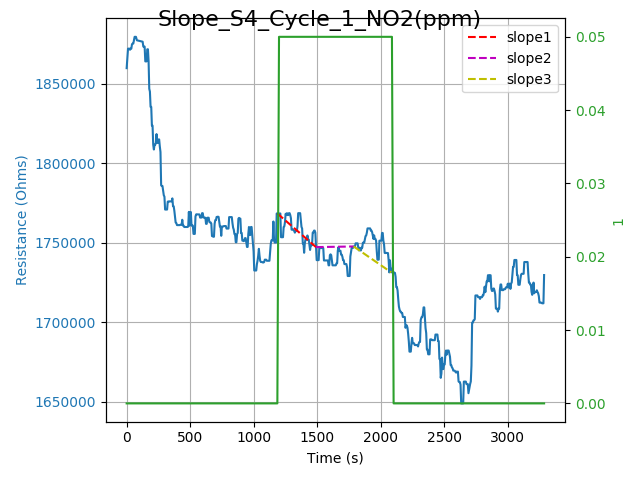 Slope_S4_Cycle_1_NO2(ppm)
slope1
slope2
slope3
Resistance (Ohms)
1850000
1800000
1750000
1700000
1650000
0.05
0.04
0.03
0.02
0.01
0.00
1
0 500 1000 1500 2000 2500 3000
Time (s)